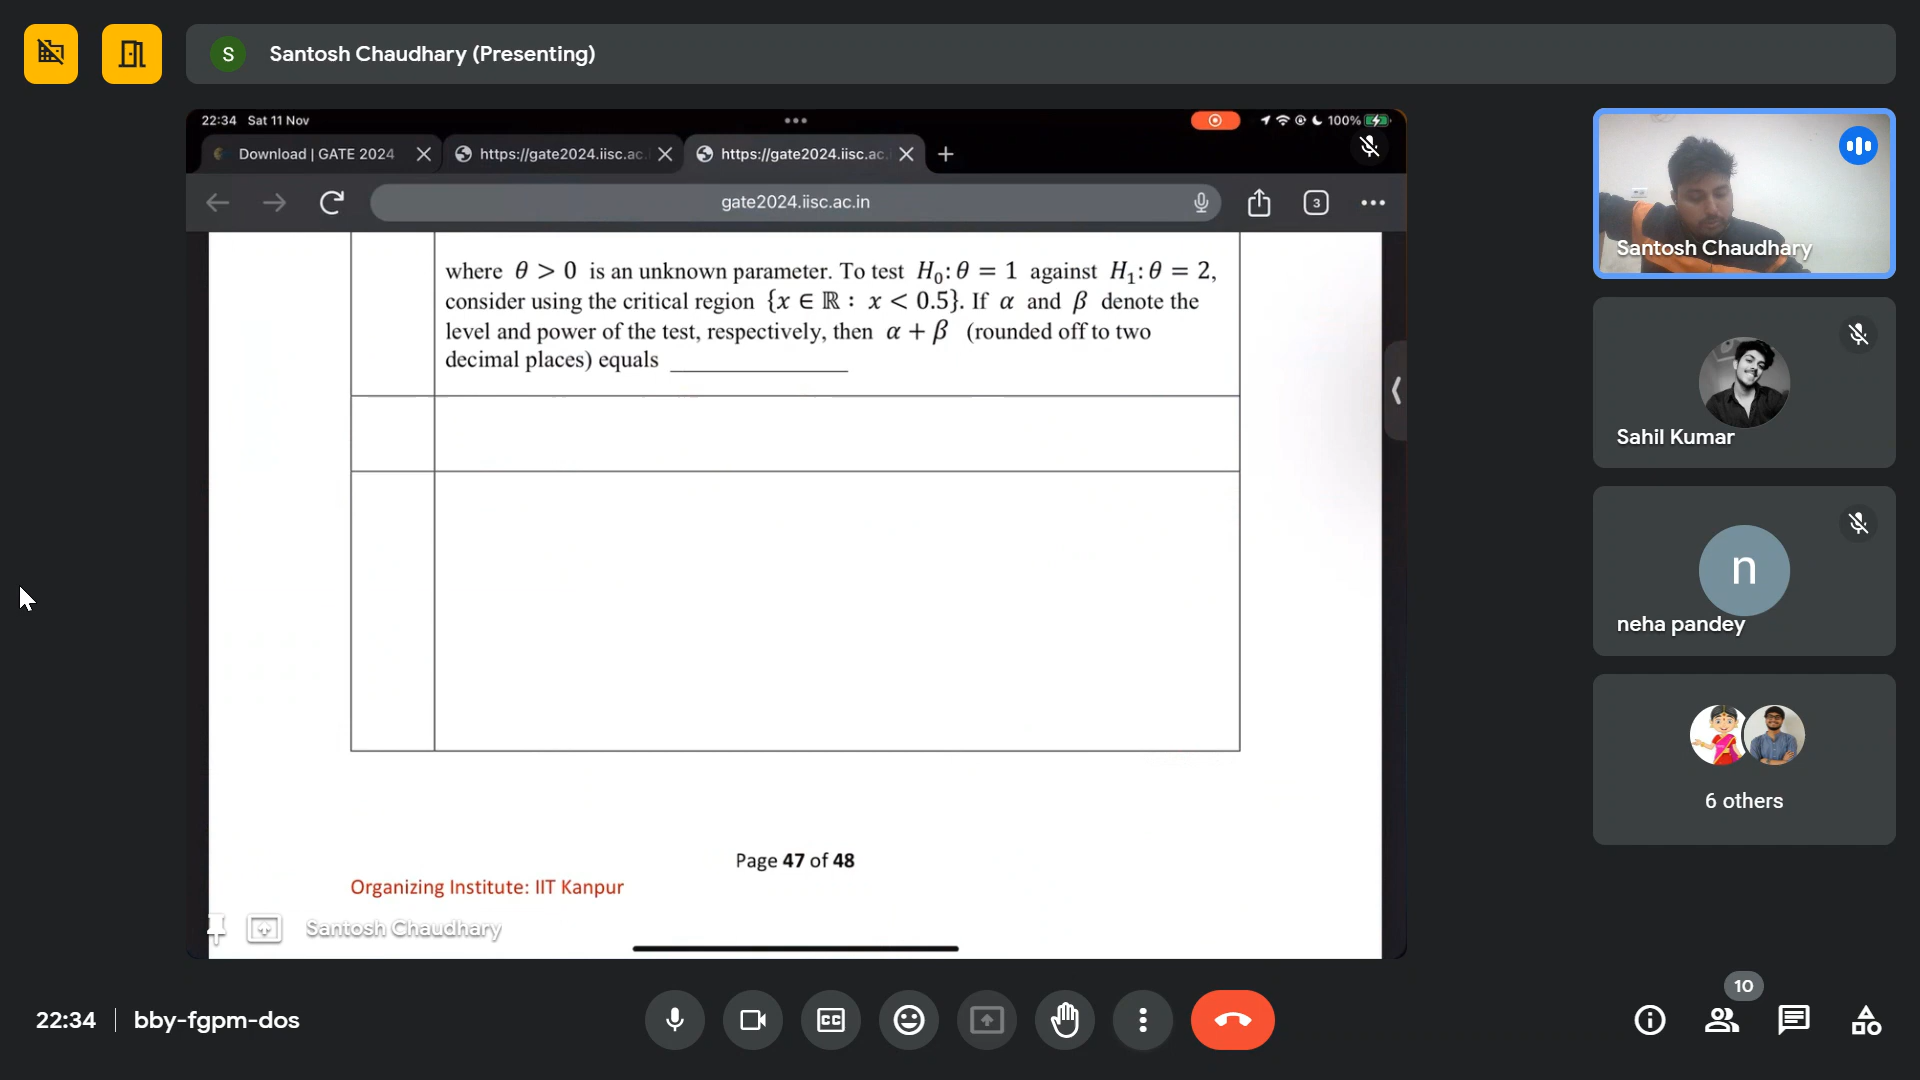 S Santosh Chaudhary (Presenting)
22:34 Sat 11 Nov
100%
Download | GATE 2024
https://gate2024.iisc.ac.
https://gate2024.iisc.ac.
gate2024.iisc.ac.in
3
where θ > 0 is an unknown parameter. To test H₀: θ = 1 against H₁: θ = 2,
consider using the critical region {x ∈ ℝ : x < 0.5}. If α and β denote the
level and power of the test, respectively, then α + β (rounded off to two
decimal places) equals ________________
Page 47 of 48
Organizing Institute: IIT Kanpur
Santosh Chaudhary
Santosh Chaudhary
Sahil Kumar
n
neha pandey
6 others
22:34 | bby-fgpm-dos
CC
10